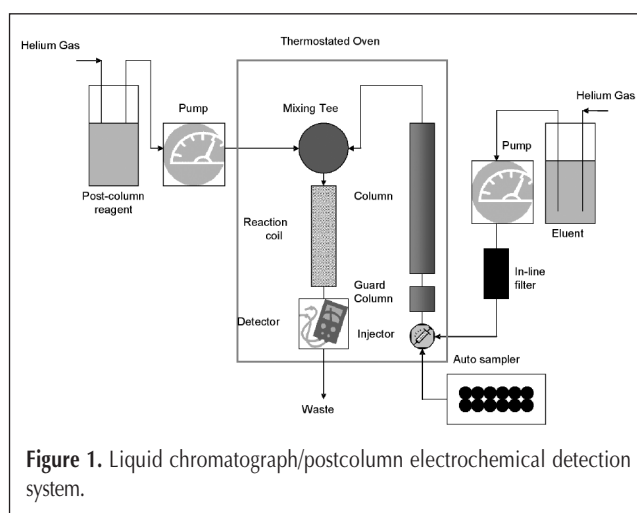 Thermostated Oven
Helium Gas
Helium Gas
Pump
Mixing Tee
Pump
Post-column
reagent
Column
Reaction
coil
Eluent
In-line
filter
Guard
Column
Detector
Injector
Auto sampler
Waste
Figure 1. Liquid chromatograph/postcolumn electrochemical detection
system.